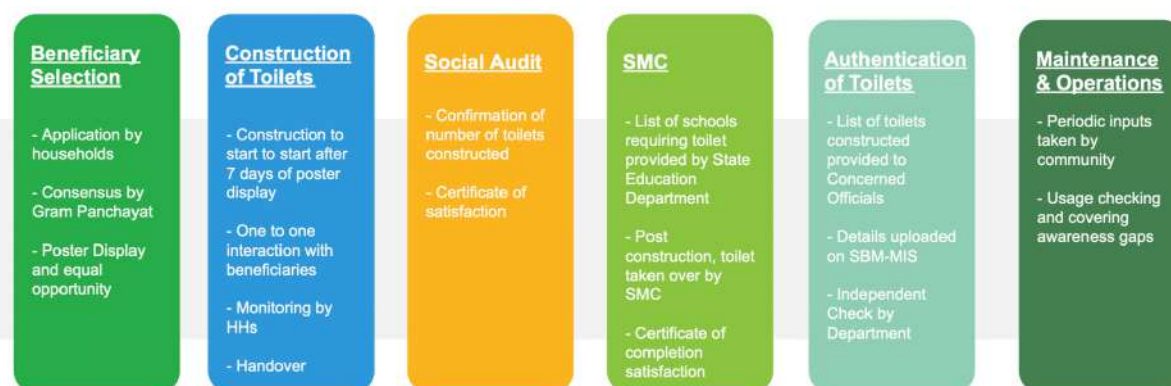 Beneficiary
Selection
- Application by
households
- Consensus by
Gram Panchayat
- Poster Display
and equal
opportunity
Construction
of Toilets
- Construction to
start to start after
7 days of poster
display
- One to one
interaction with
beneficiaries
- Monitoring by
HHs
- Handover
Social Audit
- Confirmation of
number of toilets
constructed
- Certificate of
satisfaction
SMC
- List of schools
requiring toilet
provided by State
Education
Department
- Post
construction, toilet
taken over by
SMC
- Certificate of
completion
satisfaction
Authentication
of Toilets
- List of toilets
constructed
provided to
Concerned
Officials
- Details uploaded
on SBM-MIS
- Independent
Check by
Department
Maintenance
& Operations
- Periodic inputs
taken by
community
- Usage checking
and covering
awareness gaps